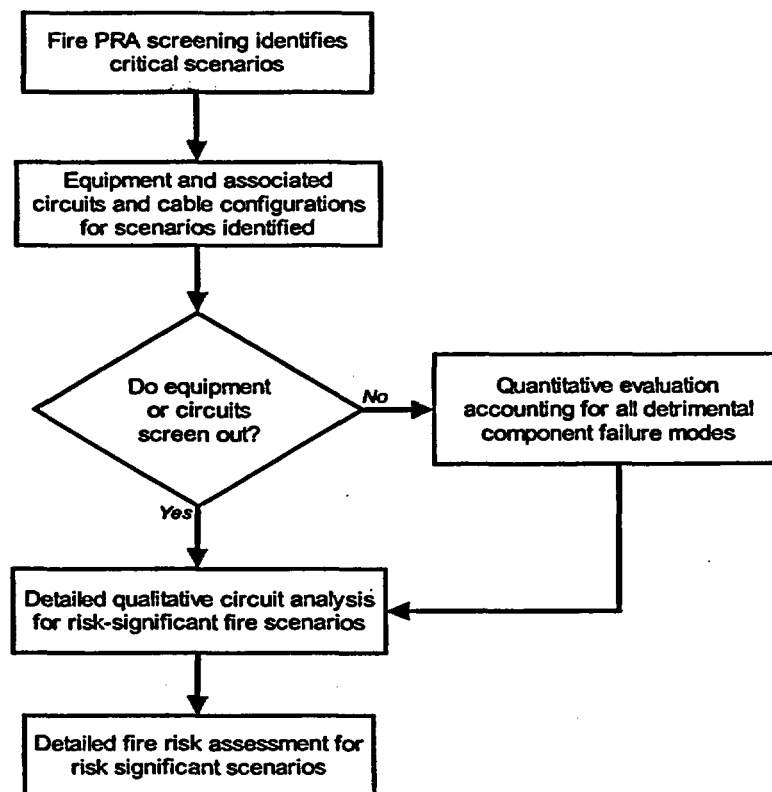 Fire PRA screening identifies
critical scenarios
Equipment and associated
circuits and cable configurations
for scenarios identified
Do equipment
or circuits
screen out?
No
Quantitative evaluation
accounting for all detrimental
component failure modes
Yes
Detailed qualitative circuit analysis
for risk-significant fire scenarios
Detailed fire risk assessment for
risk significant scenarios